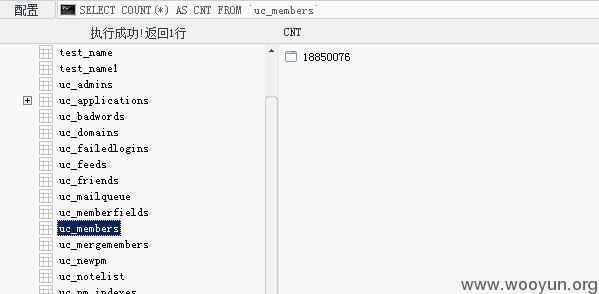 配置
SELECT COUNT(*) AS CNT FROM `uc_members`
执行成功!返回1行
CNT
test_name
test_name1
uc_admins
uc_applications
uc_badwords
uc_domains
uc_failedlogins
uc_feeds
uc_friends
uc_mailqueue
uc_memberfields
uc_members
uc_mergemembers
uc_newpm
uc_notelist
uc_pm_indexes
18850076
www.wooyun.org